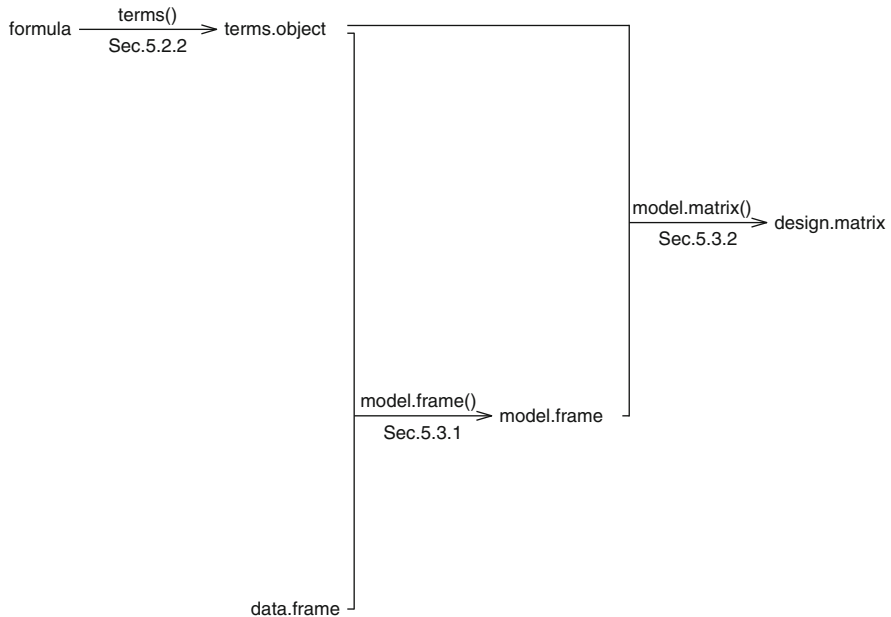 formula
terms()
Sec.5.2.2
terms.object
model.matrix()
Sec.5.3.2
design.matrix
model.frame()
Sec.5.3.1
model.frame
data.frame